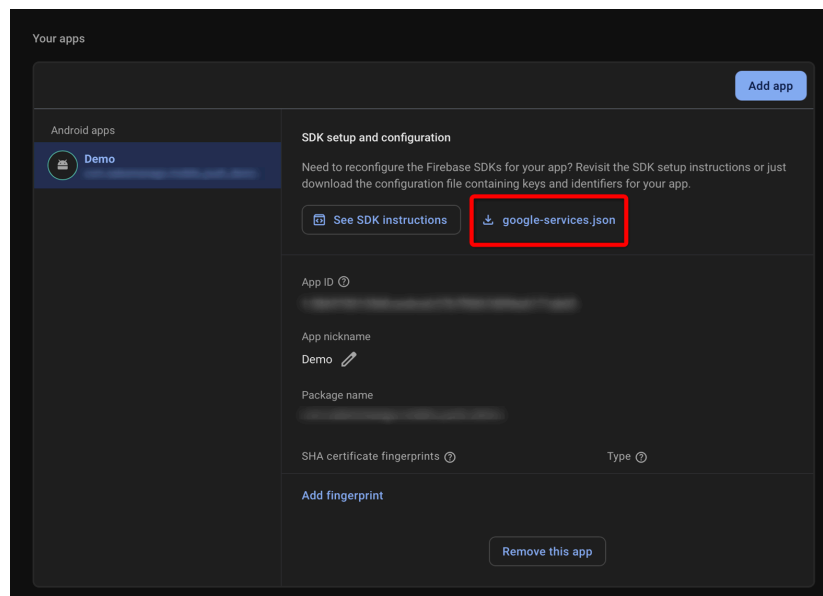 Your apps
Add app
Android apps
Demo
SDK setup and configuration
Need to reconfigure the Firebase SDKs for your app? Revisit the SDK setup instructions or just
download the configuration file containing keys and identifiers for your app.
See SDK instructions
google-services.json
App ID
App nickname
Demo
Package name
SHA certificate fingerprints
Type
Add fingerprint
Remove this app